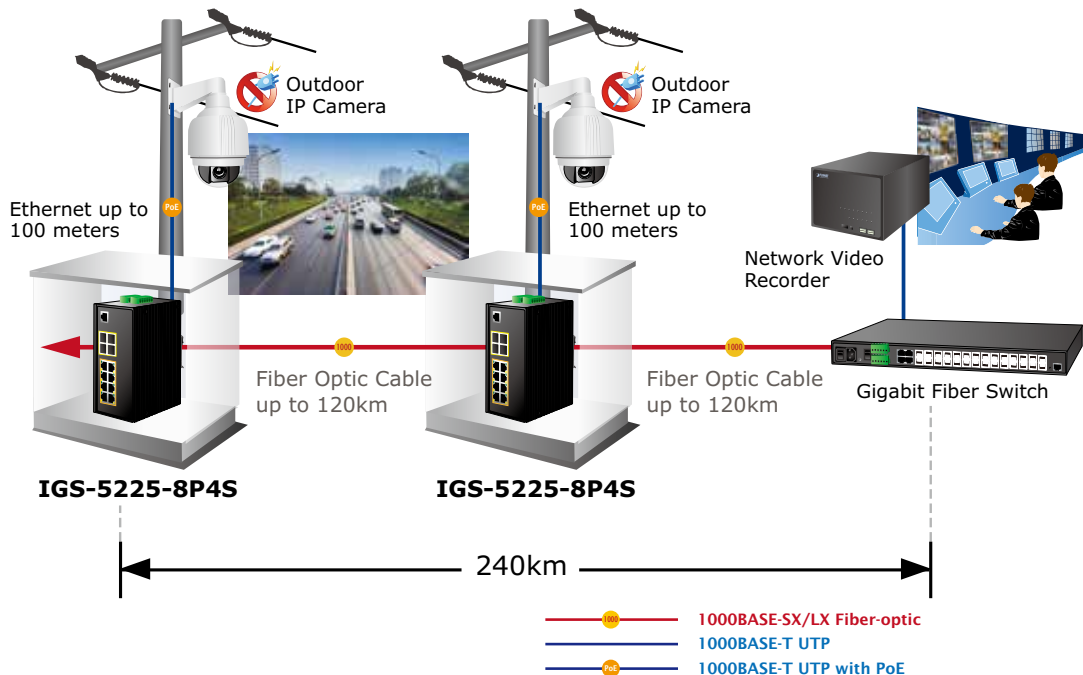 Outdoor
IP Camera
Outdoor
IP Camera
Ethernet up to
100 meters
PoE
PoE
Ethernet up to
100 meters
Network Video
Recorder
1000
1000
Fiber Optic Cable
up to 120km
Fiber Optic Cable
up to 120km
Gigabit Fiber Switch
IGS-5225-8P4S
IGS-5225-8P4S
240km
1000
1000BASE-SX/LX Fiber-optic
1000BASE-T UTP
PoE
1000BASE-T UTP with PoE